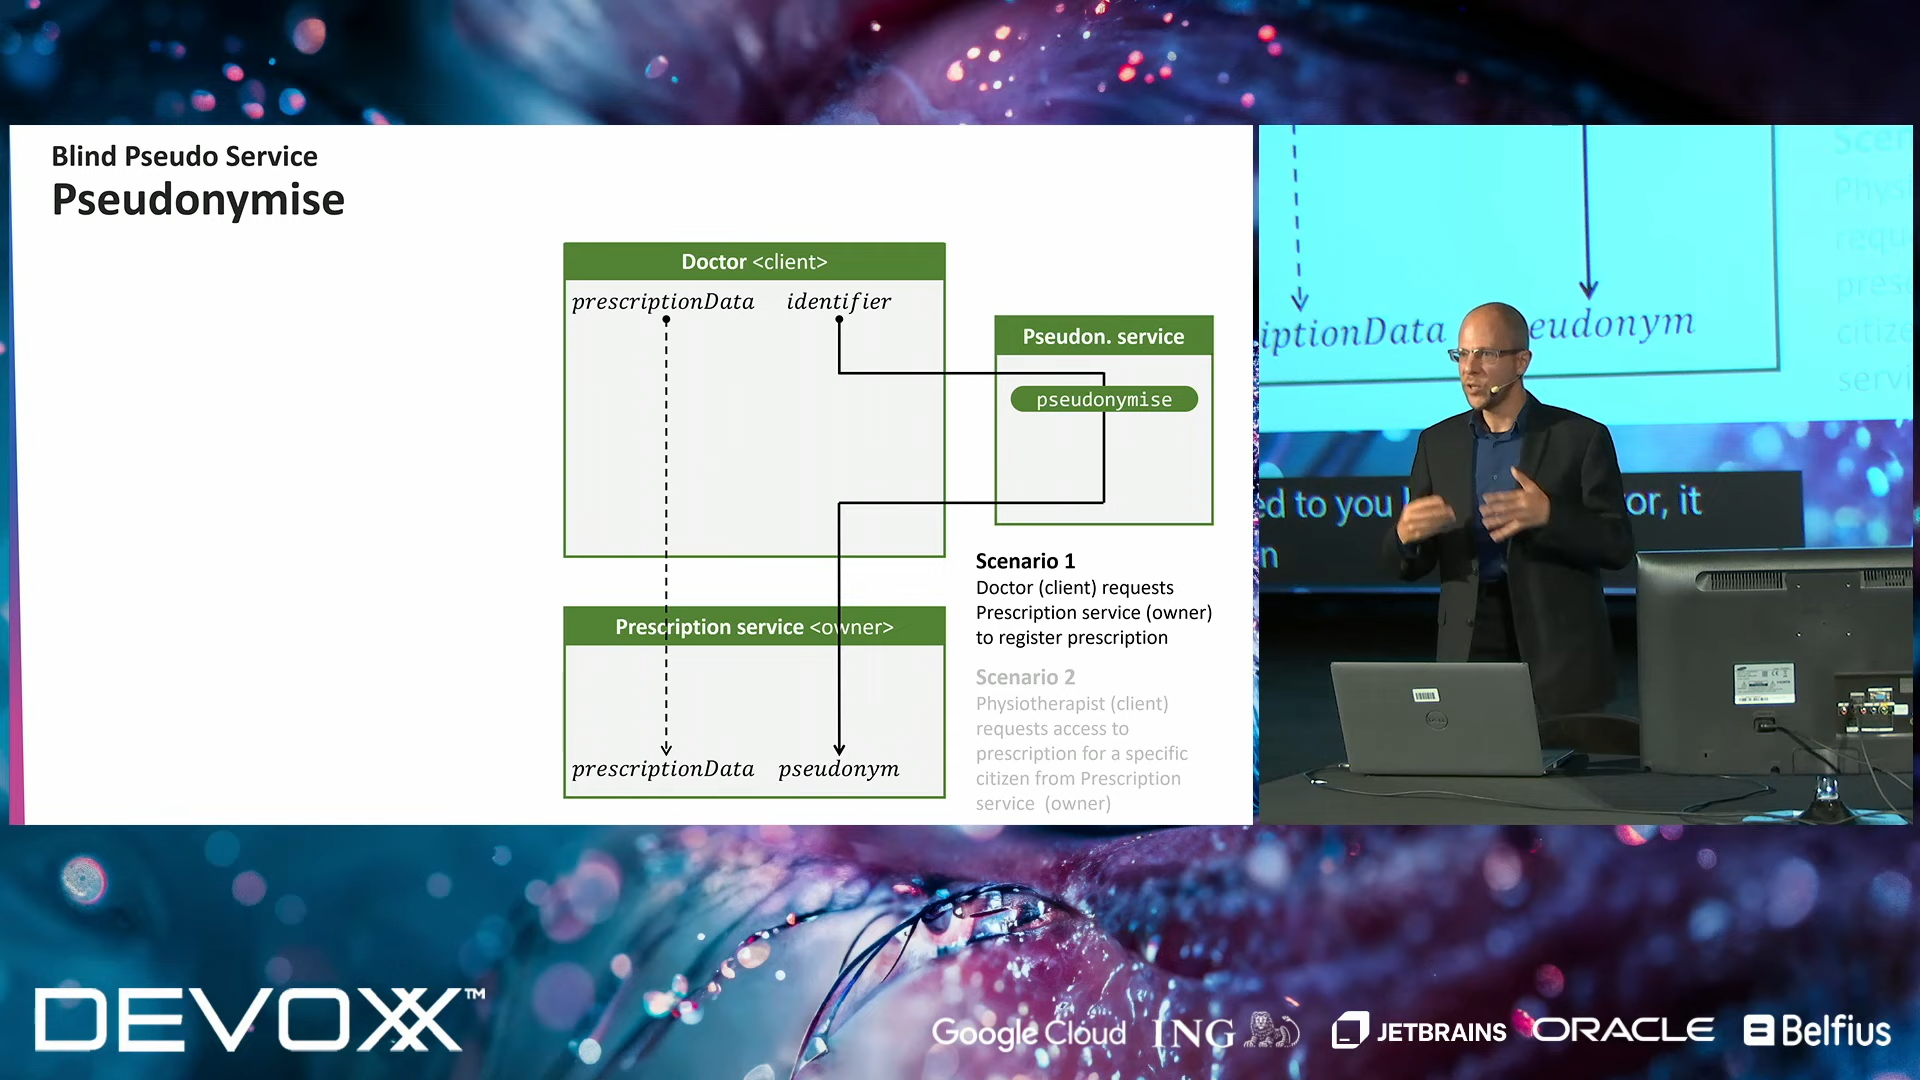 Blind Pseudo Service
Pseudonymise
Doctor <client>
prescriptionData identifier
Pseudon. service
pseudonymise
Prescription service <owner>
prescriptionData pseudonym
Scenario 1
Doctor (client) requests
Prescription service (owner)
to register prescription
Scenario 2
Physiotherapist (client)
requests access to
prescription for a specific
citizen from Prescription
service (owner)
iptionData eudonym
ed to you or, it
n
DEVOXX™
Google Cloud ING JETBRAINS ORACLE Belfius